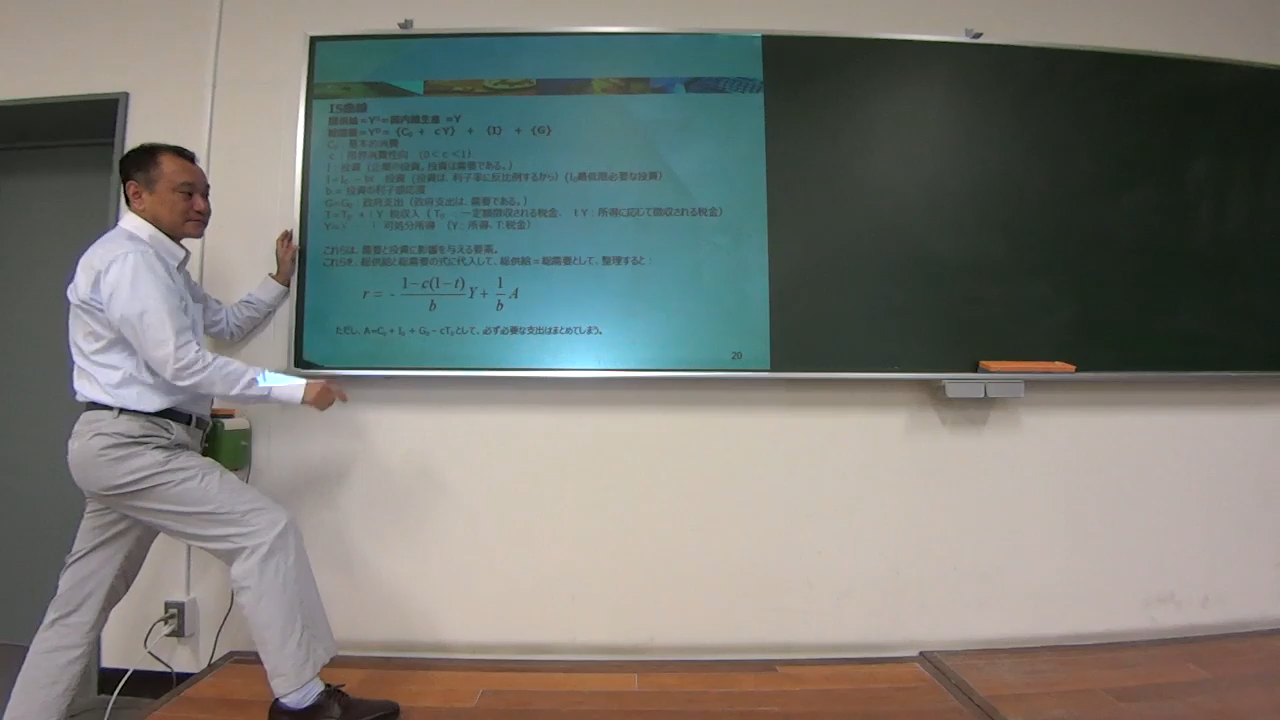 IS曲線
総供給=Yˢ=国内総生産 =Y
総需要=Yᴰ= {C₀ + cY} + {I} + {G}
C₀:基本的消費
c:限界消費性向 (0<c<1)
I:投資(企業の投資。投資は需要である。)
I=I₀ - br 投資(投資は、利子率に反比例するから)(I₀最低限必要な投資)
b=投資の利子感応度
G=G₀:政府支出(政府支出は、需要である。)
T=T₀ + tY 税収入(T₀:一定額徴収される税金、 tY:所得に応じて徴収される税金)
可処分所得 (Y:所得、T:税金)
これらは、需要と投資に影響を与える要素。
これらを、総供給と総需要の式に代入して、総供給=総需要として、整理すると:
r = - \frac{1-c(1-t)}{b} Y + \frac{1}{b} A
ただし、A=C₀ + I₀ + G₀ - cT₀として、必ず必要な支出はまとめてしまう。
20